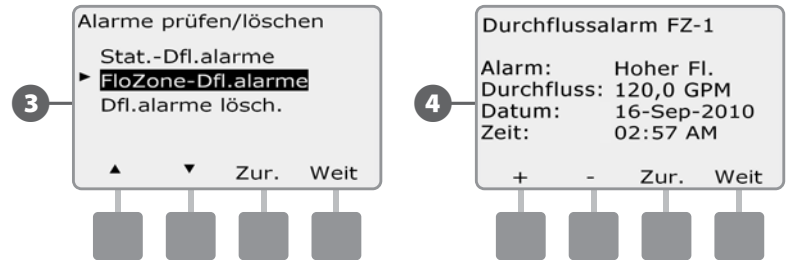 3
Alarme prüfen/löschen
Stat.-Dfl.alarme
► FloZone-Dfl.alarme
Dfl.alarme lösch.
▲ ▼ Zur. Weit
4
Durchflussalarm FZ-1
Alarm: Hoher Fl.
Durchfluss: 120,0 GPM
Datum: 16-Sep-2010
Zeit: 02:57 AM
+ - Zur. Weit